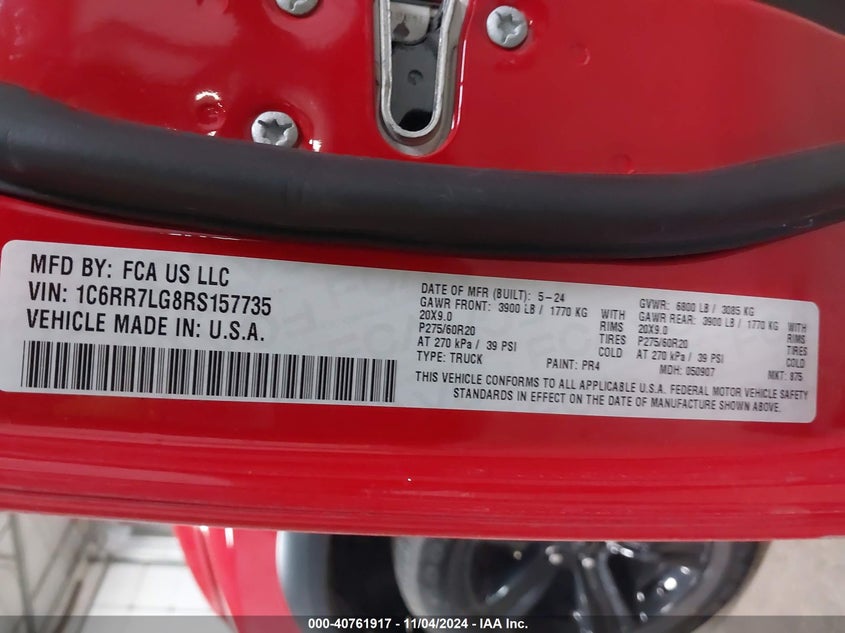 MFD BY: FCA US LLC
VIN: 1C6RR7LG8RS157735
VEHICLE MADE IN: U.S.A.
DATE OF MFR (BUILT): 5-24 GVWR: 6800 LB / 3085 KG
GAWR FRONT: 3900 LB / 1770 KG WITH GAWR REAR: 3900 LB / 1770 KG WITH
20X9.0 RIMS 20X9.0 RIMS
P275/60R20 TIRES P275/60R20 TIRES
AT 270 kPa / 39 PSI COLD AT 270 kPa / 39 PSI COLD
TYPE: TRUCK PAINT: PR4 MDH: 050907 MKT: 975
THIS VEHICLE CONFORMS TO ALL APPLICABLE U.S.A. FEDERAL MOTOR VEHICLE SAFETY
STANDARDS IN EFFECT ON THE DATE OF MANUFACTURE SHOWN ABOVE.
000-40761917 - 11/04/2024 - IAA Inc.